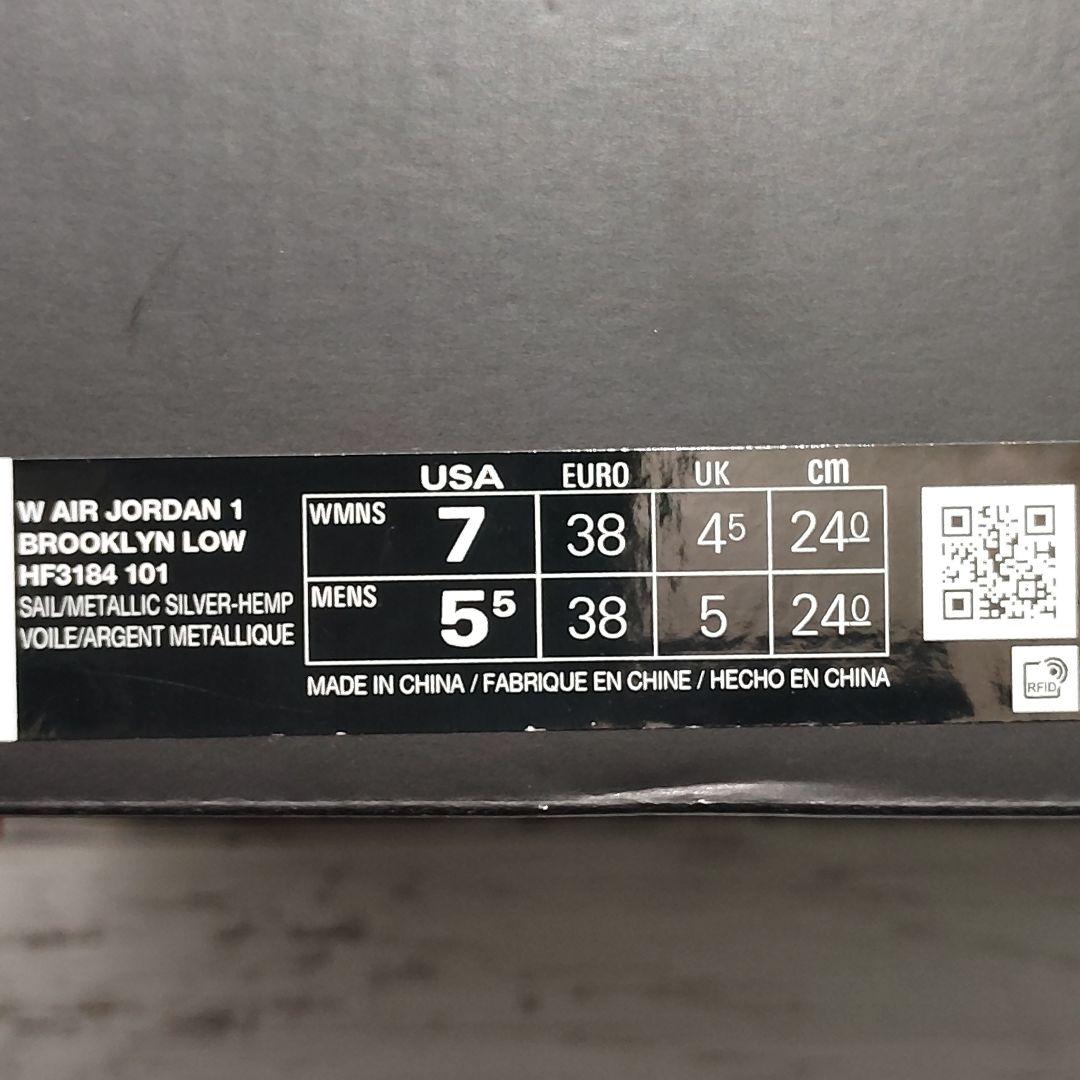 W AIR JORDAN 1
BROOKLYN LOW
HF3184 101
SAIL/METALLIC SILVER-HEMP
VOILE/ARGENT METALLIQUE
USA EURO UK cm
WMNS 7 38 4⁵ 24⁰
MENS 5⁵ 38 5 24⁰
MADE IN CHINA / FABRIQUE EN CHINE / HECHO EN CHINA
RFID